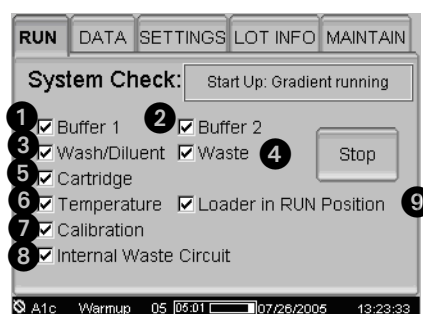 RUN DATA SETTINGS LOT INFO MAINTAIN
System Check: Start Up: Gradient running
1 Buffer 1 2 Buffer 2
3 Wash/Diluent Waste 4 Stop
5 Cartridge
6 Temperature Loader in RUN Position 9
7 Calibration
8 Internal Waste Circuit
A1c Warmup 05 05:01 07/26/2005 13:23:33